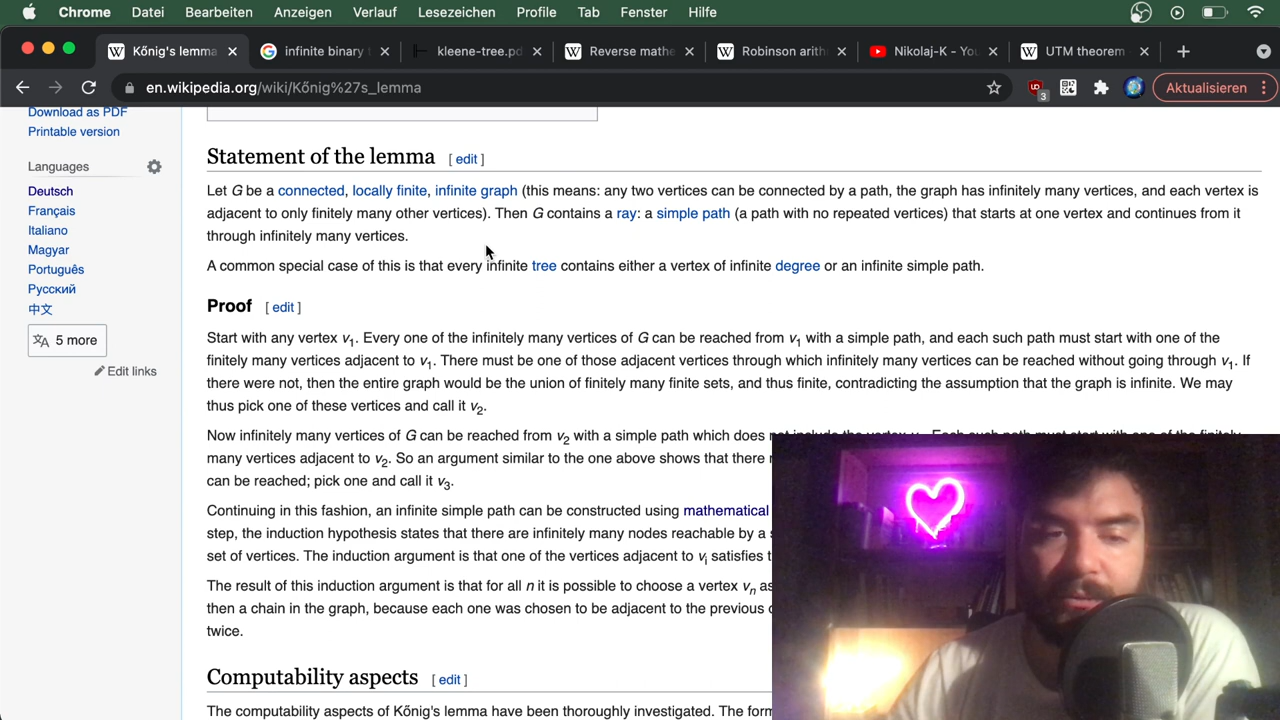 Chrome Datei Bearbeiten Anzeigen Verlauf Lesezeichen Profile Tab Fenster Hilfe
Kőnig's lemma infinite binary kleene-tree.pd Reverse mathe Robinson arith Nikolaj-K - You UTM theorem -
en.wikipedia.org/wiki/Kőnig%27s_lemma 3 Aktualisieren
Download as PDF
Printable version
Languages
Deutsch
Français
Italiano
Magyar
Português
Русский
中文
5 more
Edit links
Statement of the lemma [ edit ]
Let G be a connected, locally finite, infinite graph (this means: any two vertices can be connected by a path, the graph has infinitely many vertices, and each vertex is
adjacent to only finitely many other vertices). Then G contains a ray: a simple path (a path with no repeated vertices) that starts at one vertex and continues from it
through infinitely many vertices.
A common special case of this is that every infinite tree contains either a vertex of infinite degree or an infinite simple path.
Proof [ edit ]
Start with any vertex v1. Every one of the infinitely many vertices of G can be reached from v1 with a simple path, and each such path must start with one of the
finitely many vertices adjacent to v1. There must be one of those adjacent vertices through which infinitely many vertices can be reached without going through v1. If
there were not, then the entire graph would be the union of finitely many finite sets, and thus finite, contradicting the assumption that the graph is infinite. We may
thus pick one of these vertices and call it v2.
Now infinitely many vertices of G can be reached from v2 with a simple path which does not include the vertex Each such path must start with one of the finitely
many vertices adjacent to v2. So an argument similar to the one above shows that there
can be reached; pick one and call it v3.
Continuing in this fashion, an infinite simple path can be constructed using mathematical
step, the induction hypothesis states that there are infinitely many nodes reachable by a
set of vertices. The induction argument is that one of the vertices adjacent to vi satisfies
The result of this induction argument is that for all n it is possible to choose a vertex vn as
then a chain in the graph, because each one was chosen to be adjacent to the previous
twice.
Computability aspects [ edit ]
The computability aspects of Kőnig's lemma have been thoroughly investigated. The form